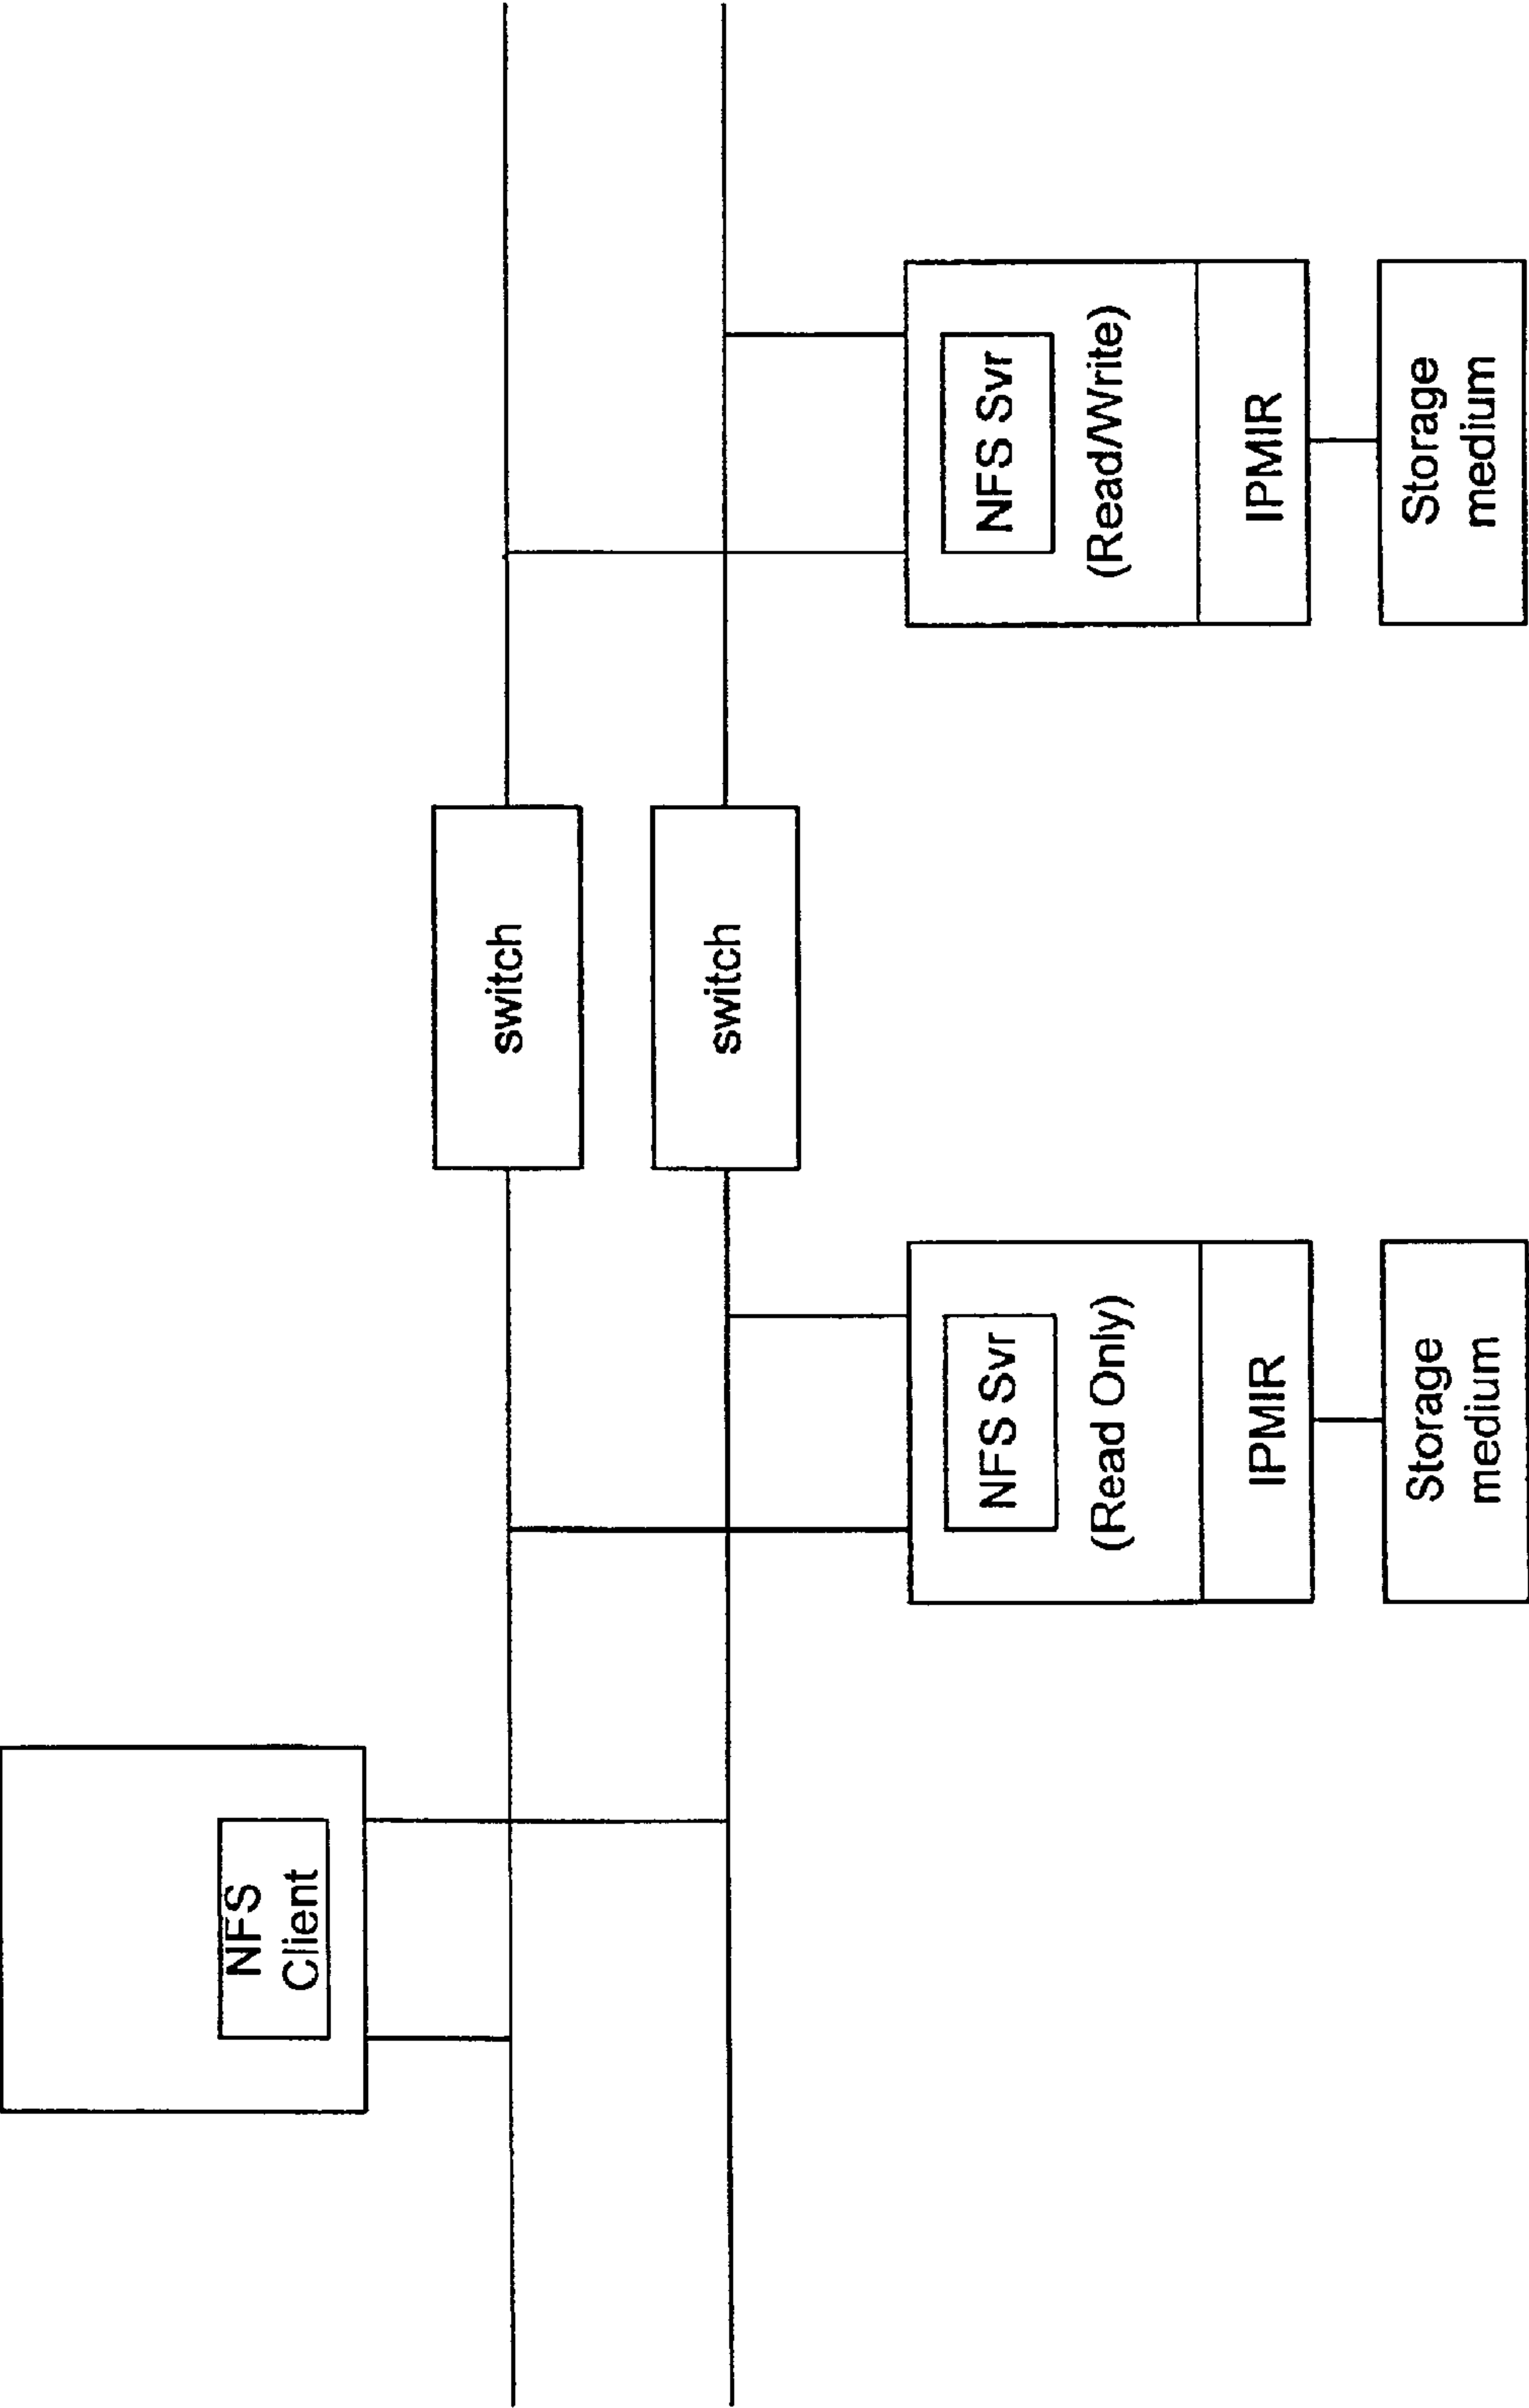 NFS
Client
switch
switch
NFS Svr
(Read Only)
IPMIR
Storage
medium
NFS Svr
(Read/Write)
IPMIR
Storage
medium